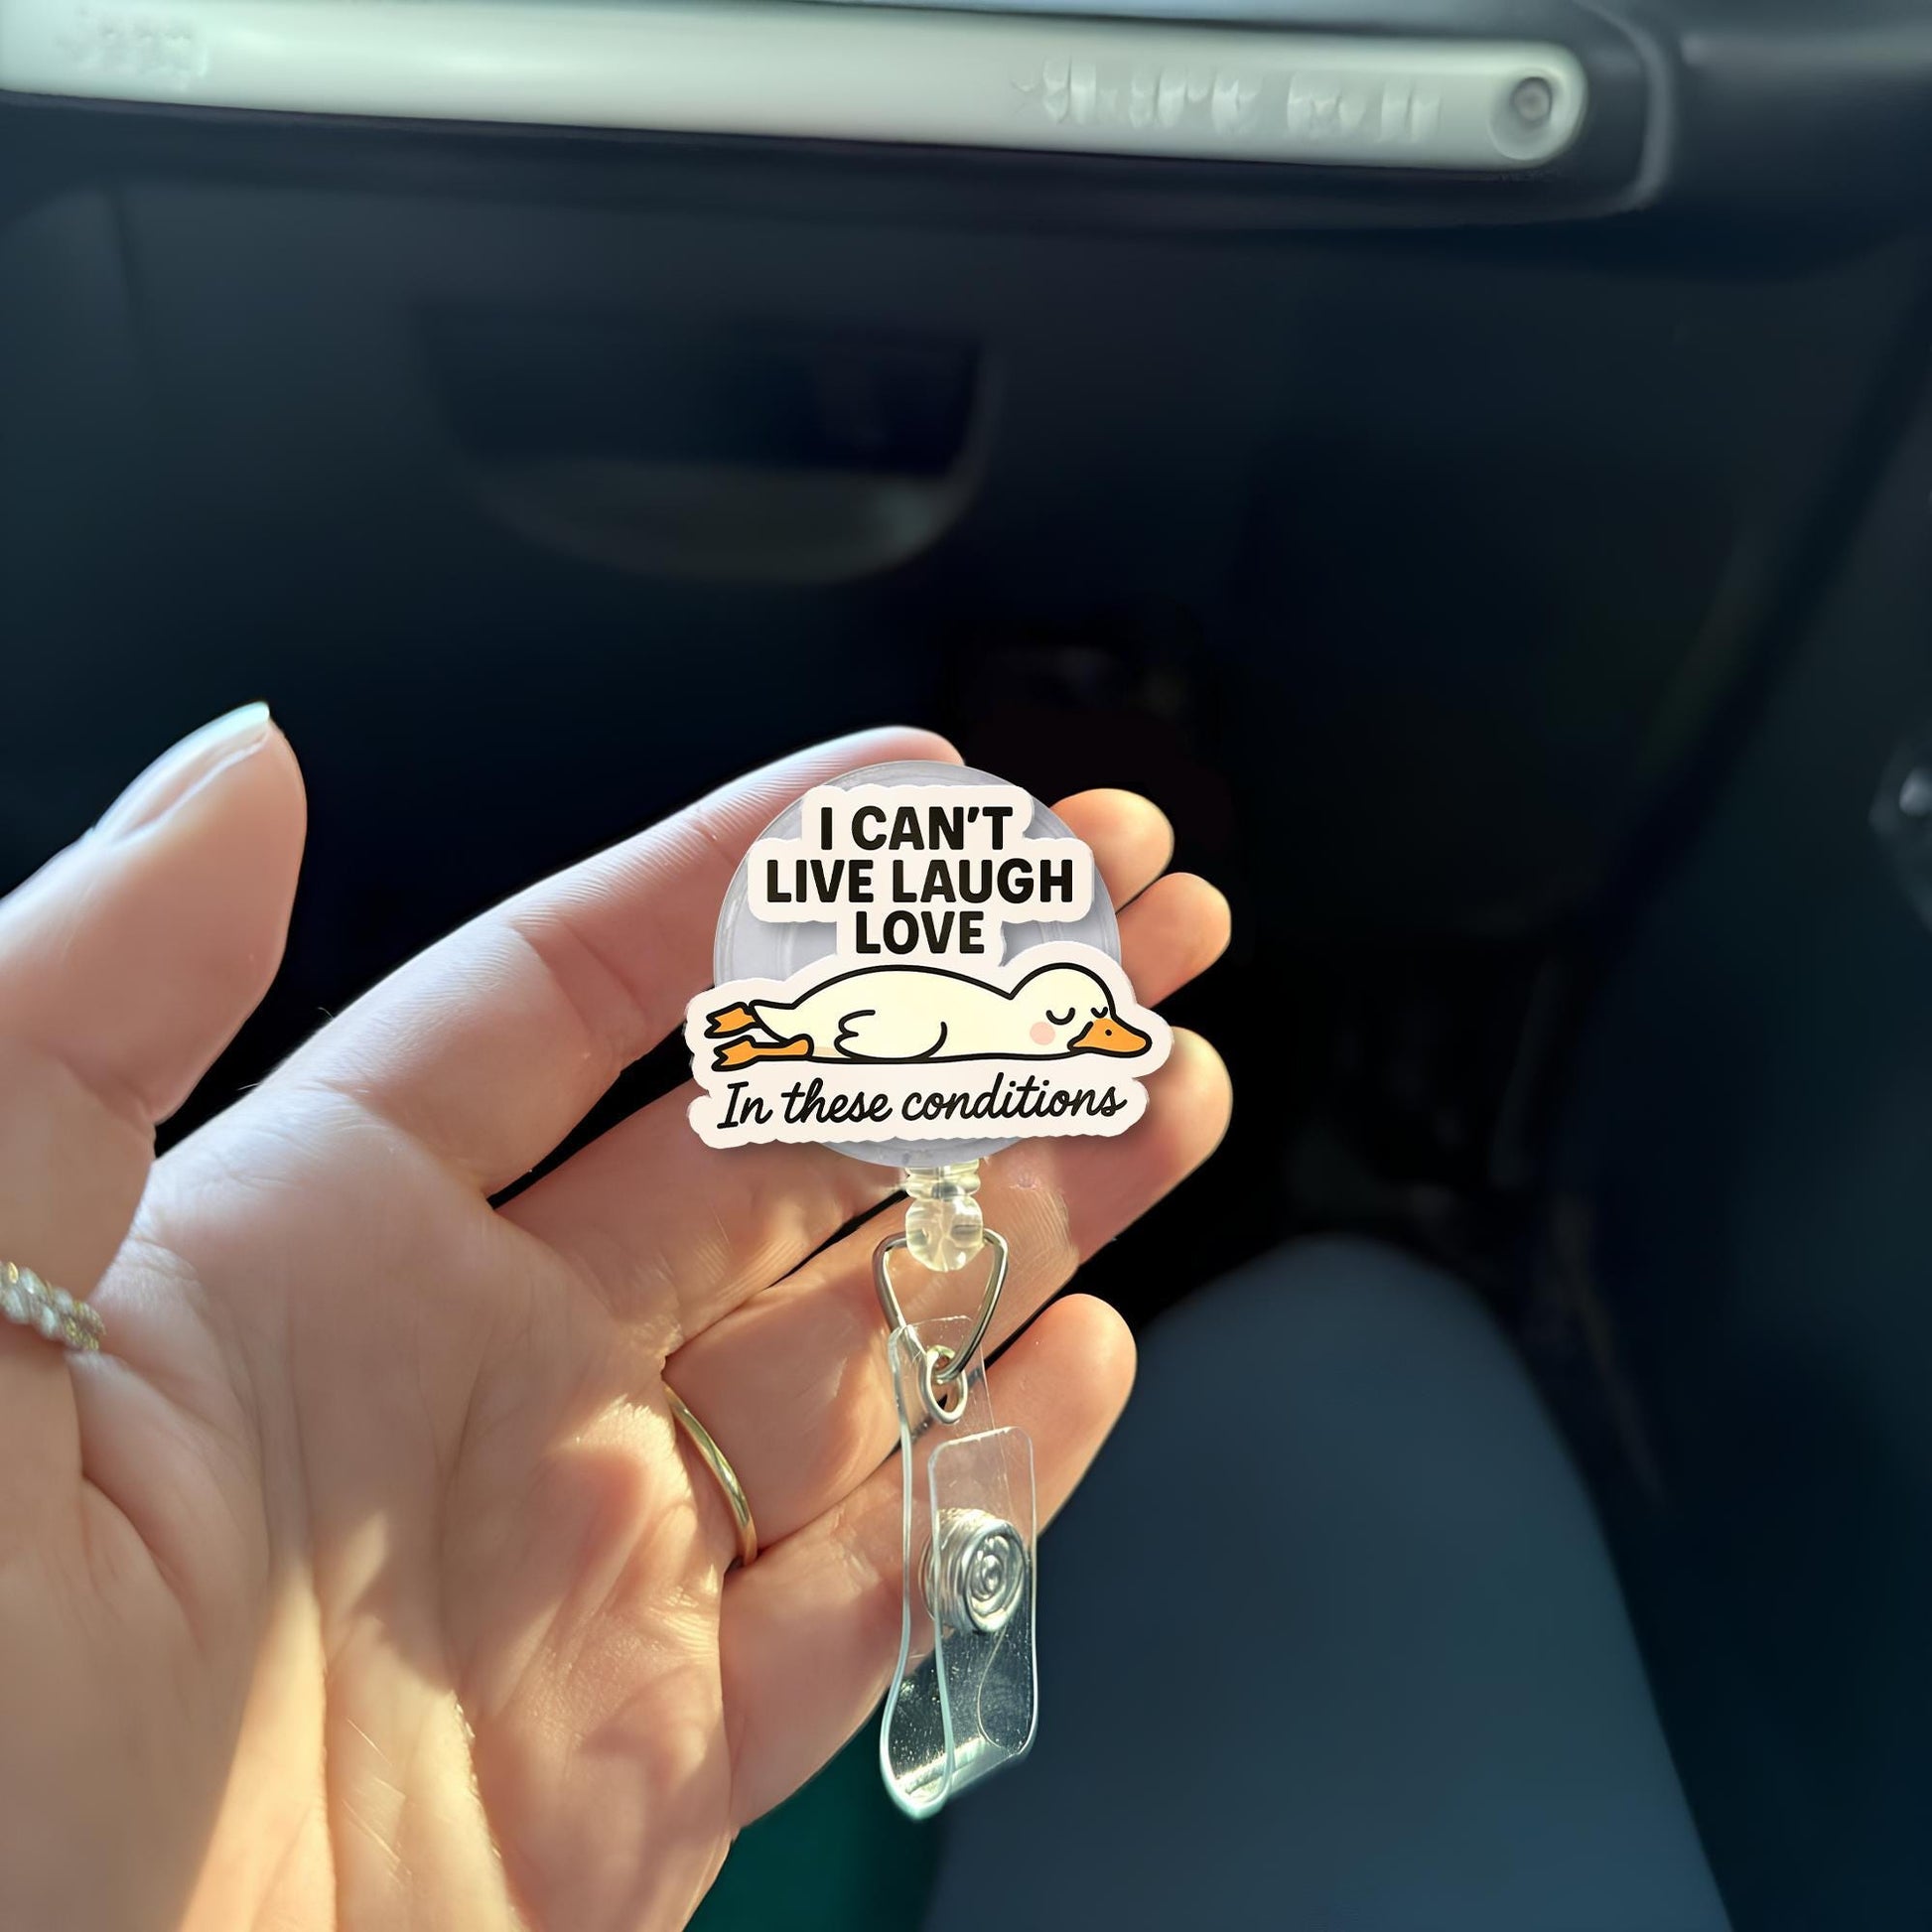 I CAN'T
LIVE LAUGH
LOVE
In these conditions